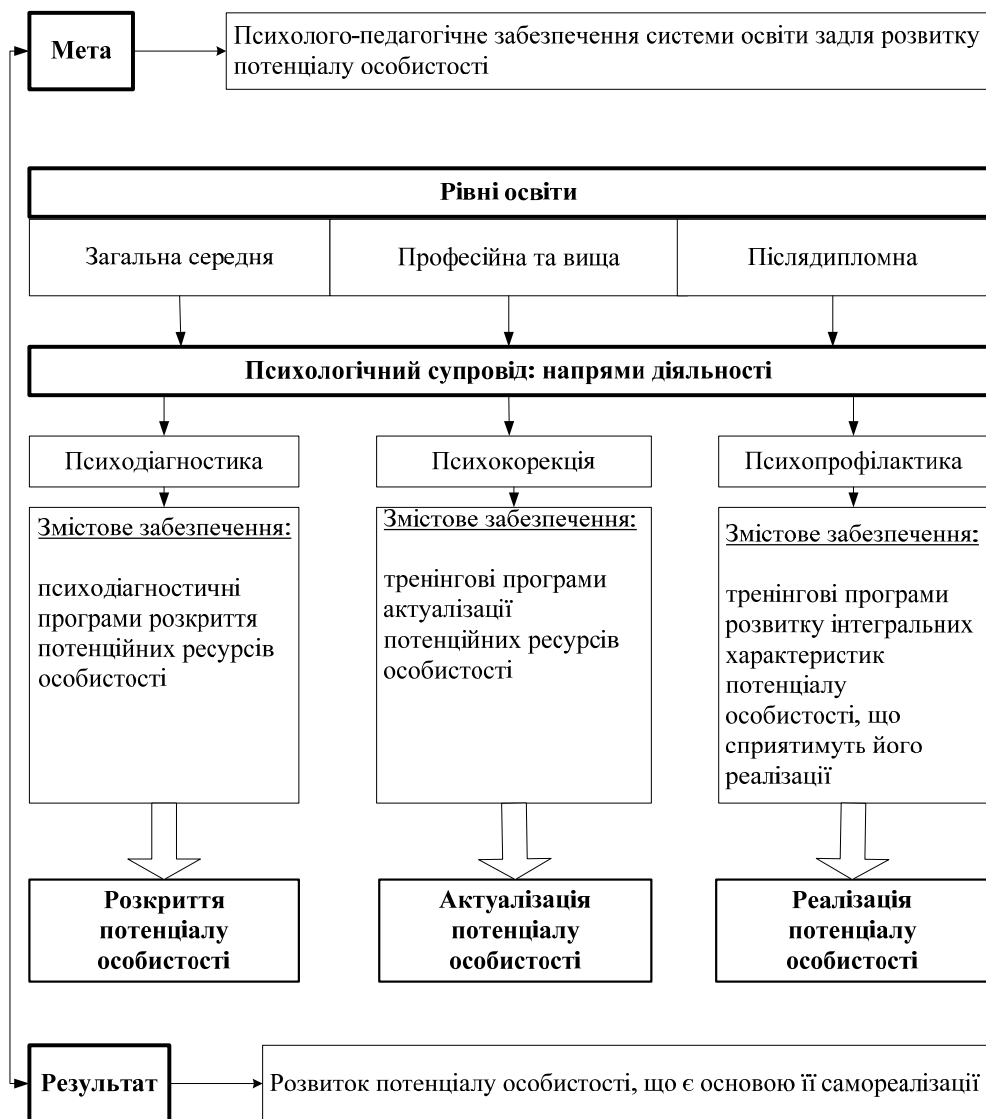 Мета
Психолого-педагогічне забезпечення системи освіти задля розвитку
потенціалу особистості
Рівні освіти
Загальна середня
Професійна та вища
Післядипломна
Психологічний супровід: напрями діяльності
Психодіагностика
Психокорекція
Психопрофілактика
Змістове забезпечення:
психодіагностичні
програми розкриття
потенційних ресурсів
особистості
Змістове забезпечення:
тренінгові програми
актуалізації
потенційних ресурсів
особистості
Змістове забезпечення:
тренінгові програми
розвитку інтегральних
характеристик
потенціалу
особистості, що
сприятимуть його
реалізації
Розкриття
потенціалу
особистості
Актуалізація
потенціалу
особистості
Реалізація
потенціалу
особистості
Результат
Розвиток потенціалу особистості, що є основою її самореалізації